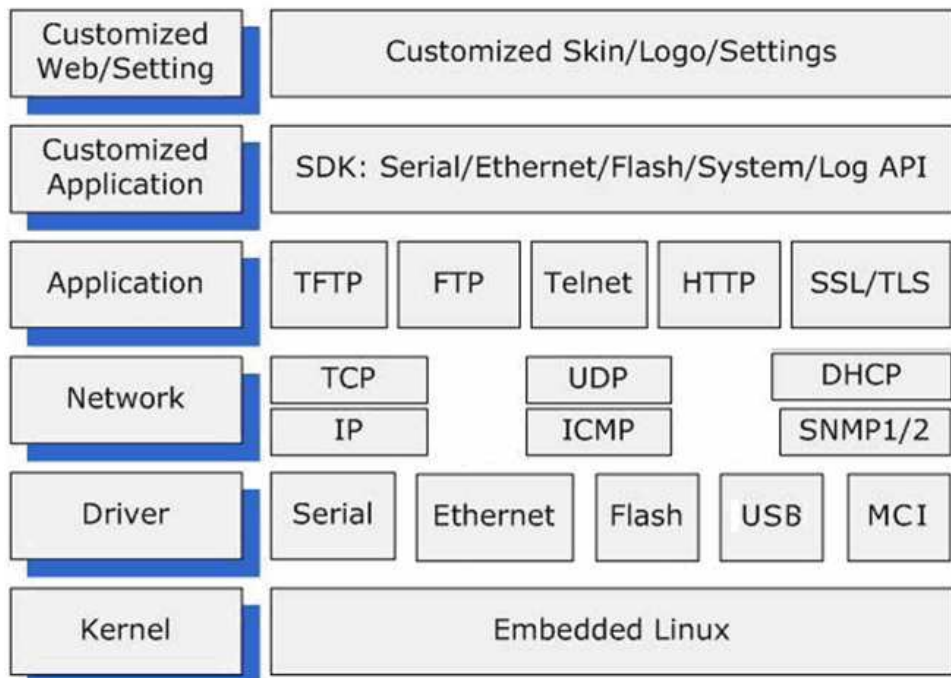 Customized
Web/Setting
Customized Skin/Logo/Settings
Customized
Application
SDK: Serial/Ethernet/Flash/System/Log API
Application
TFTP
FTP
Telnet
HTTP
SSL/TLS
Network
TCP
UDP
DHCP
IP
ICMP
SNMP1/2
Driver
Serial
Ethernet
Flash
USB
MCI
Kernel
Embedded Linux